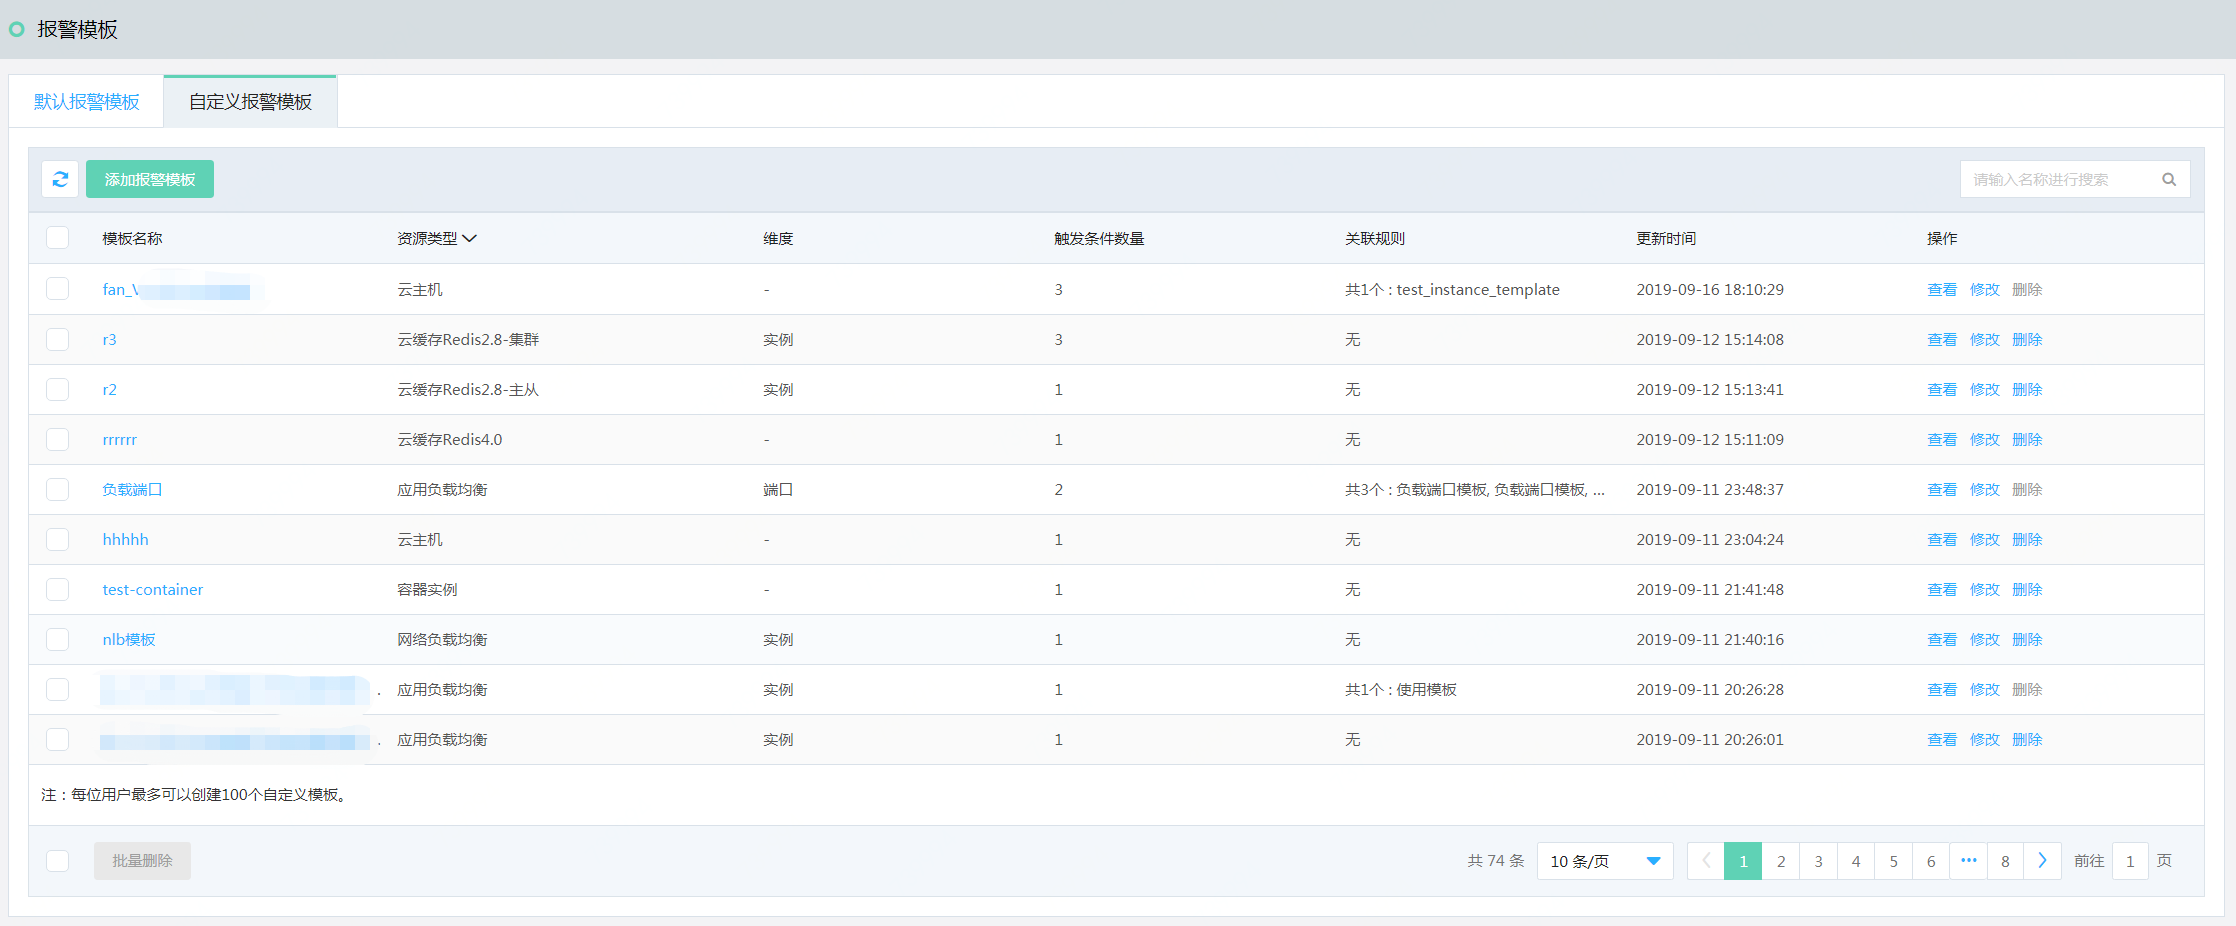 报警模板
默认报警模板 自定义报警模板
添加报警模板 请输入名称进行搜索
模板名称 资源类型 维度 触发条件数量 关联规则 更新时间 操作
云主机 - 3 共1个 : test_instance_template 2019-09-16 18:10:29 查看 修改 删除
r3 云缓存Redis2.8-集群 实例 3 无 2019-09-12 15:14:08 查看 修改 删除
r2 云缓存Redis2.8-主从 实例 1 无 2019-09-12 15:13:41 查看 修改 删除
rrrrrr 云缓存Redis4.0 - 1 无 2019-09-12 15:11:09 查看 修改 删除
负载端口 应用负载均衡 端口 2 共3个 : 负载端口模板, 负载端口模板, ... 2019-09-11 23:48:37 查看 修改 删除
hhhhh 云主机 - 1 无 2019-09-11 23:04:24 查看 修改 删除
test-container 容器实例 - 1 无 2019-09-11 21:41:48 查看 修改 删除
nlb模板 网络负载均衡 实例 1 无 2019-09-11 21:40:16 查看 修改 删除
应用负载均衡 实例 1 共1个 : 使用模板 2019-09-11 20:26:28 查看 修改 删除
应用负载均衡 实例 1 无 2019-09-11 20:26:01 查看 修改 删除
注：每位用户最多可以创建100个自定义模板。
批量删除 共 74 条 10 条/页 1 2 3 4 5 6 ••• 8 前往 1 页